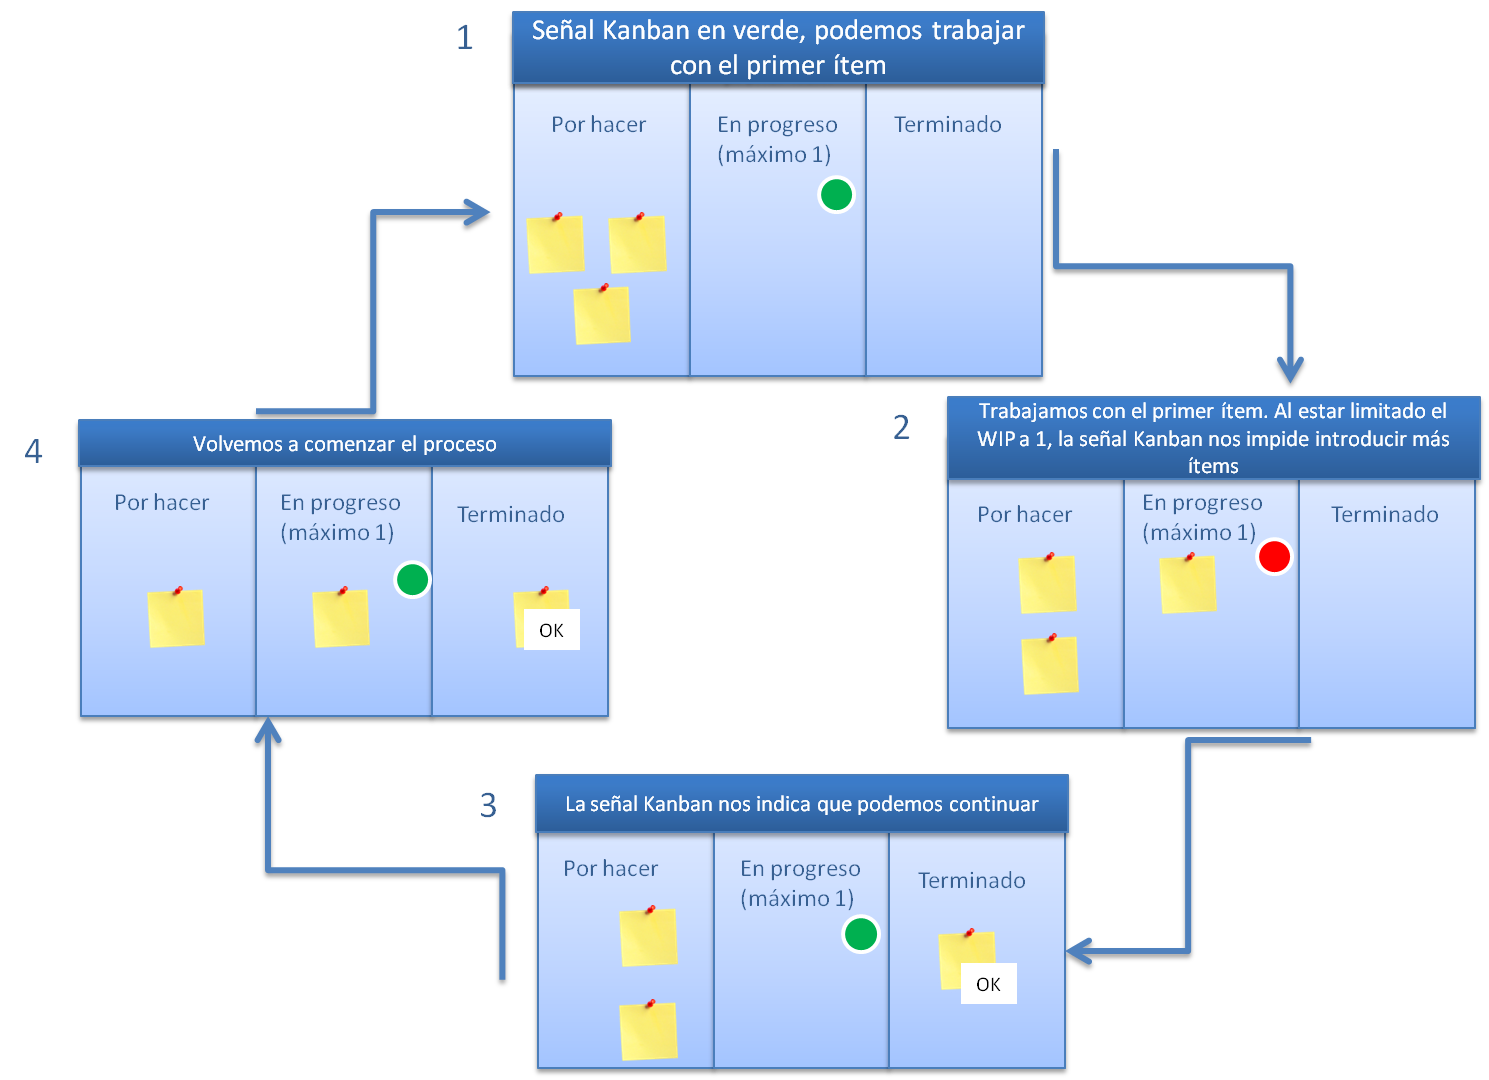 1
Señal Kanban en verde, podemos trabajar
con el primer ítem
Por hacer
En progreso
(máximo 1)
Terminado
2
Trabajamos con el primer ítem. Al estar limitado el
WIP a 1, la señal Kanban nos impide introducir más
ítems
Por hacer
En progreso
(máximo 1)
Terminado
3
La señal Kanban nos indica que podemos continuar
Por hacer
En progreso
(máximo 1)
Terminado
OK
4
Volvemos a comenzar el proceso
Por hacer
En progreso
(máximo 1)
Terminado
OK